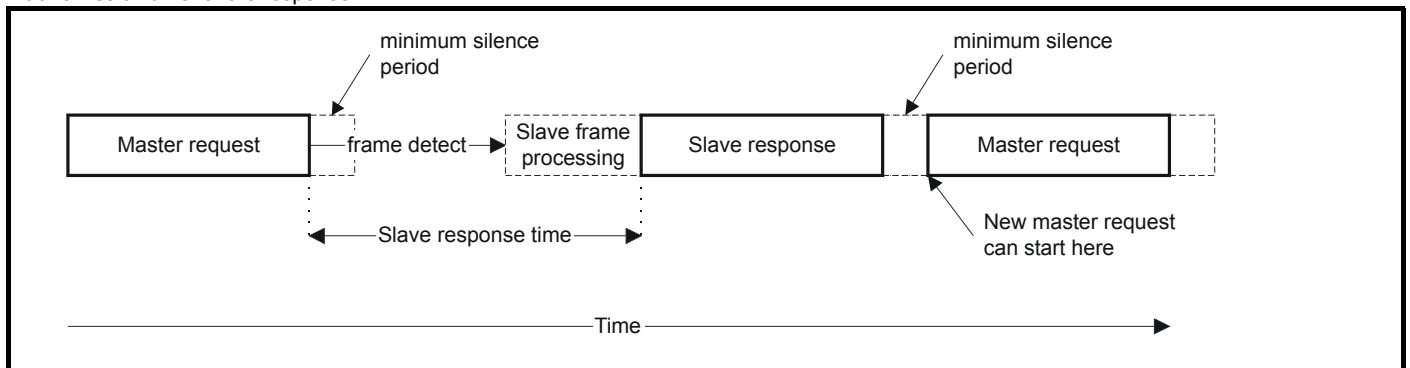 minimum silence
period
minimum silence
period
Master request
frame detect
Slave frame
processing
Slave response
Master request
Slave response time
New master request
can start here
Time